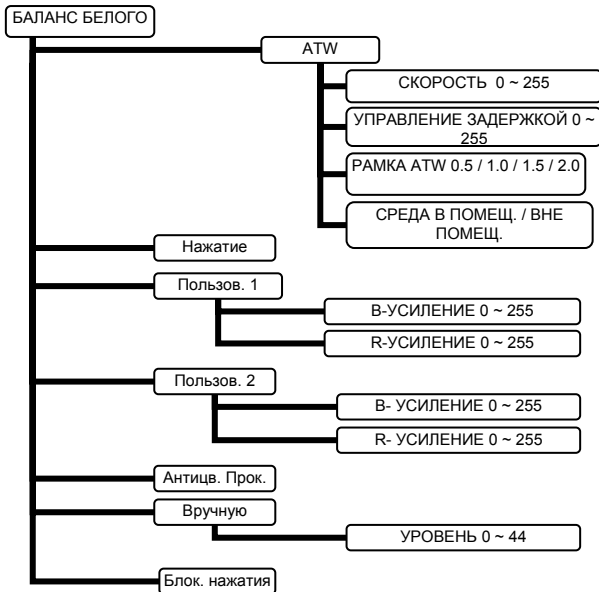 БАЛАНС БЕЛОГО
ATW
СКОРОСТЬ 0 ~ 255
УПРАВЛЕНИЕ ЗАДЕРЖКОЙ 0 ~
255
РАМКА ATW 0.5 / 1.0 / 1.5 / 2.0
СРЕДА В ПОМЕЩ. / ВНЕ
ПОМЕЩ.
Нажатие
Пользов. 1
B-УСИЛЕНИЕ 0 ~ 255
R-УСИЛЕНИЕ 0 ~ 255
Пользов. 2
B- УСИЛЕНИЕ 0 ~ 255
R- УСИЛЕНИЕ 0 ~ 255
Антицв. Прок.
Вручную
УРОВЕНЬ 0 ~ 44
Блок. нажатия